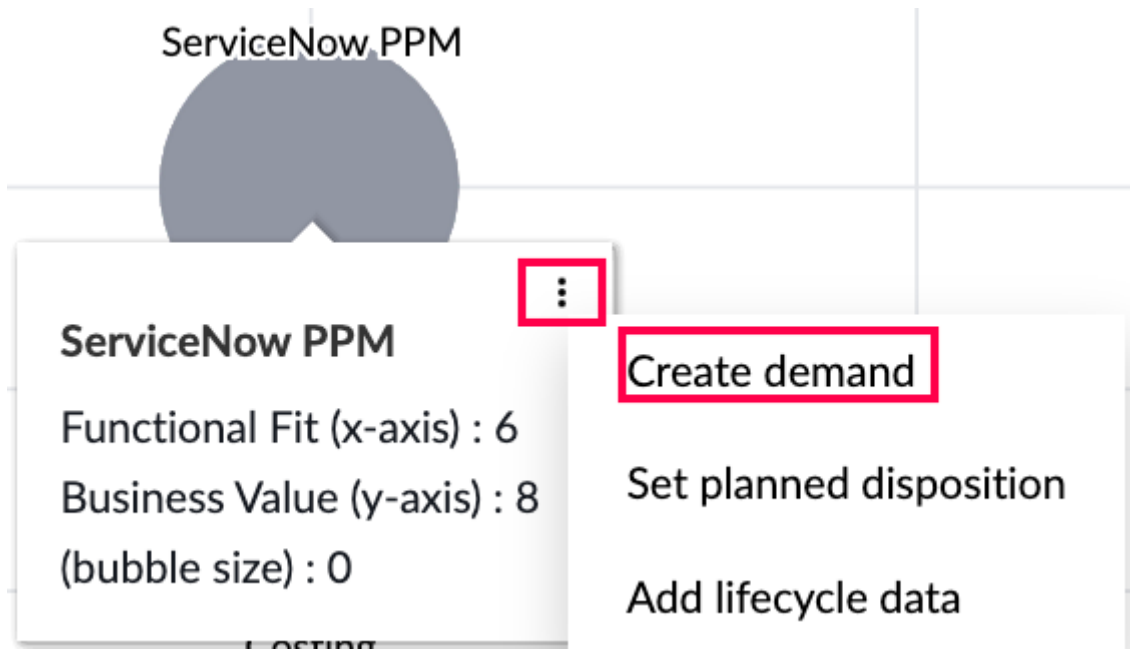 ServiceNow PPM
ServiceNow PPM
Functional Fit (x-axis) : 6
Business Value (y-axis) : 8
(bubble size) : 0
Create demand
Set planned disposition
Add lifecycle data